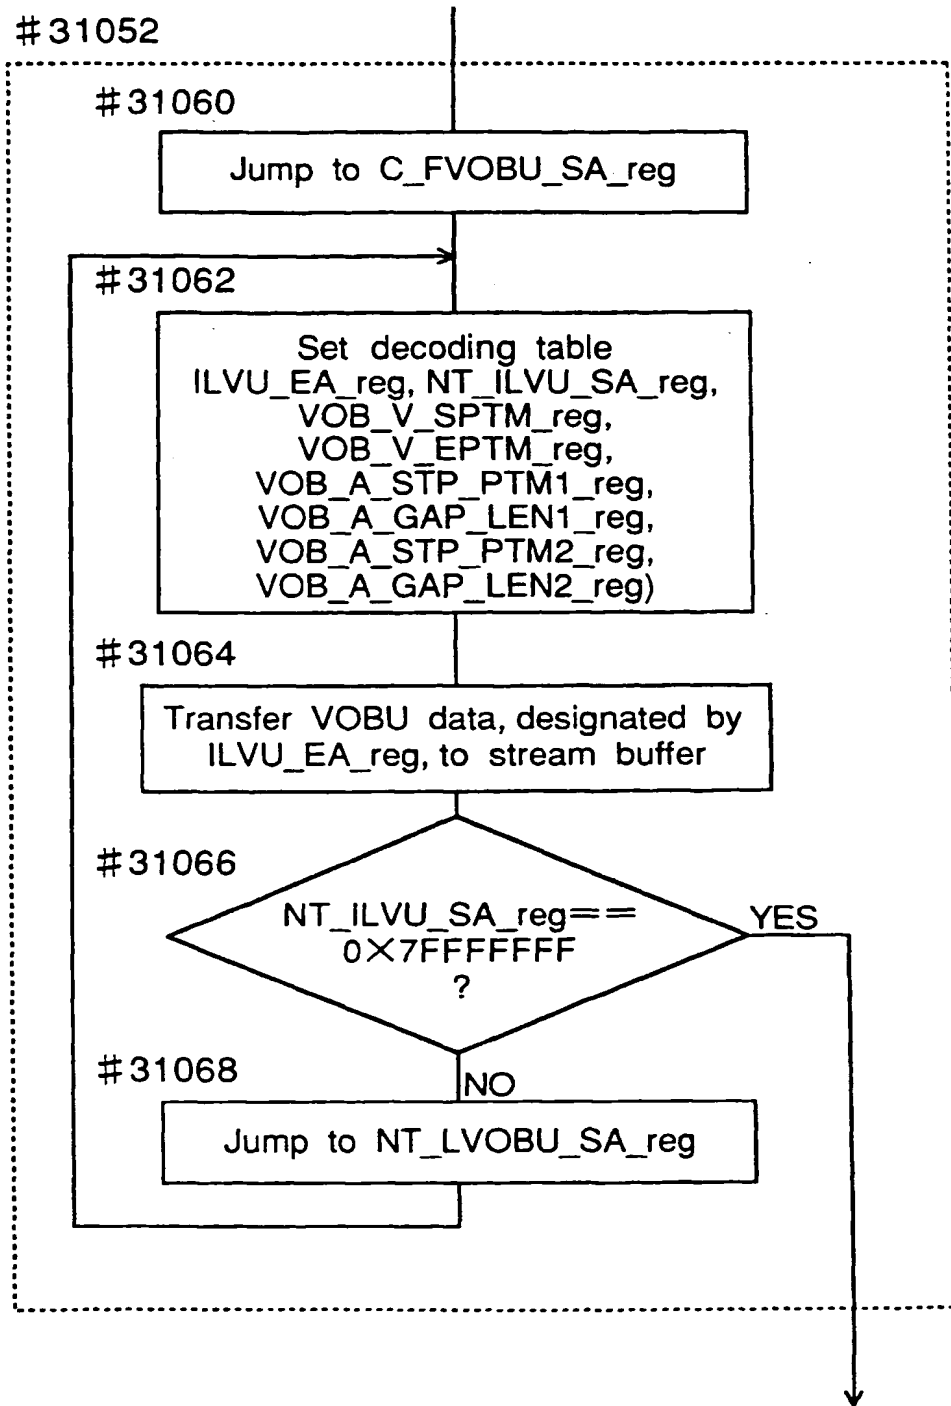 #31052
#31060
Jump to C_FVOBU_SA_reg
#31062
Set decoding table
ILVU_EA_reg, NT_ILVU_SA_reg,
VOB_V_SPTM_reg,
VOB_V_EPTM_reg,
VOB_A_STP_PTM1_reg,
VOB_A_GAP_LEN1_reg,
VOB_A_STP_PTM2_reg,
VOB_A_GAP_LEN2_reg)
#31064
Transfer VOBU data, designated by
ILVU_EA_reg, to stream buffer
#31066
NT_ILVU_SA_reg==
0X7FFFFFFF
?
YES
#31068
NO
Jump to NT_LVOBU_SA_reg